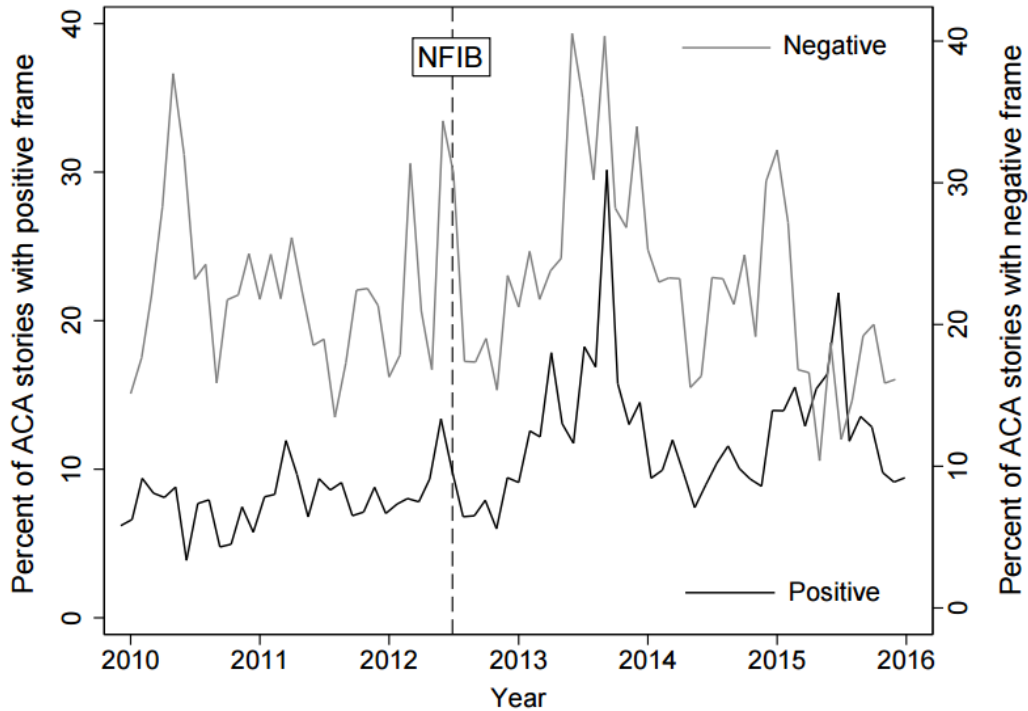 Percent of ACA stories with positive frame
40
30
20
10
0
NFIB
Negative
Positive
40
30
20
10
0
Percent of ACA stories with negative frame
2010 2011 2012 2013 2014 2015 2016
Year